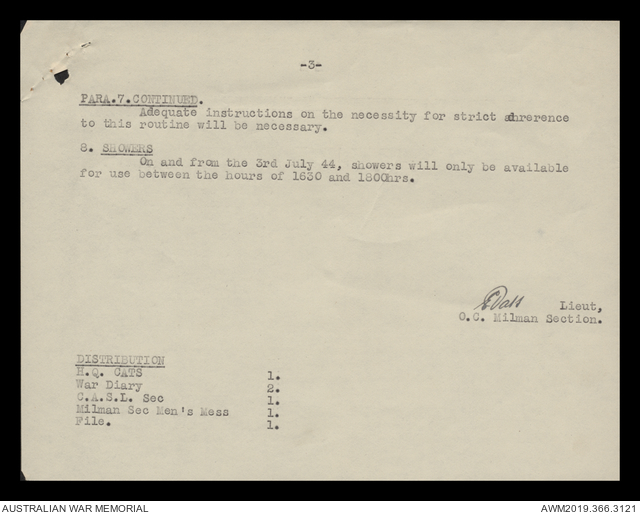 -3-
PARA.7.CONTINUED.
Adequate instructions on the necessity for strict ahrerence
to this routine will be necessary.
8. SHOWERS
On and from the 3rd July 44, showers will only be available
for use between the hours of 1630 and 1800hrs.
Lieut,
O.C. Milman Section.
DISTRIBUTION
H.Q. CATS 1.
War Diary 2.
C.A.S.L. Sec 1.
Milman Sec Men's Mess 1.
File. 1.
AUSTRALIAN WAR MEMORIAL
AWM2019.366.3121